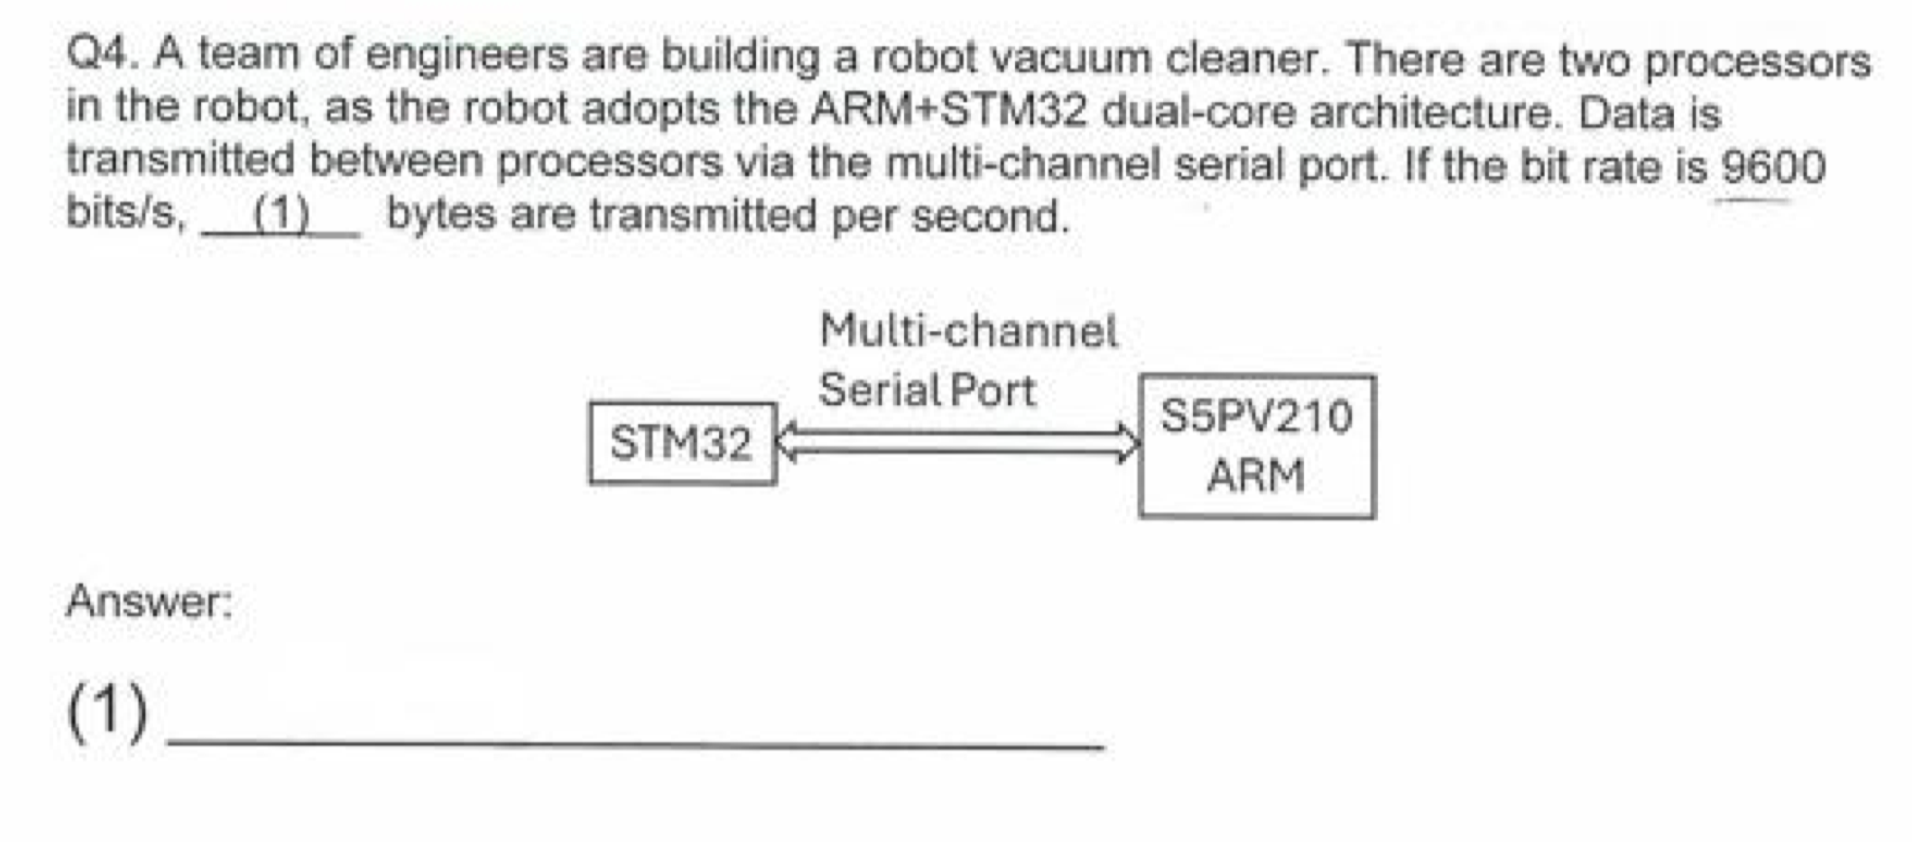 Q4. A team of engineers are building a robot vacuum cleaner. There are two processors
in the robot, as the robot adopts the ARM+STM32 dual-core architecture. Data is
transmitted between processors via the multi-channel serial port. If the bit rate is 9600
bits/s, (1) bytes are transmitted per second.
Multi-channel
Serial Port
STM32
S5PV210
ARM
Answer:
(1)